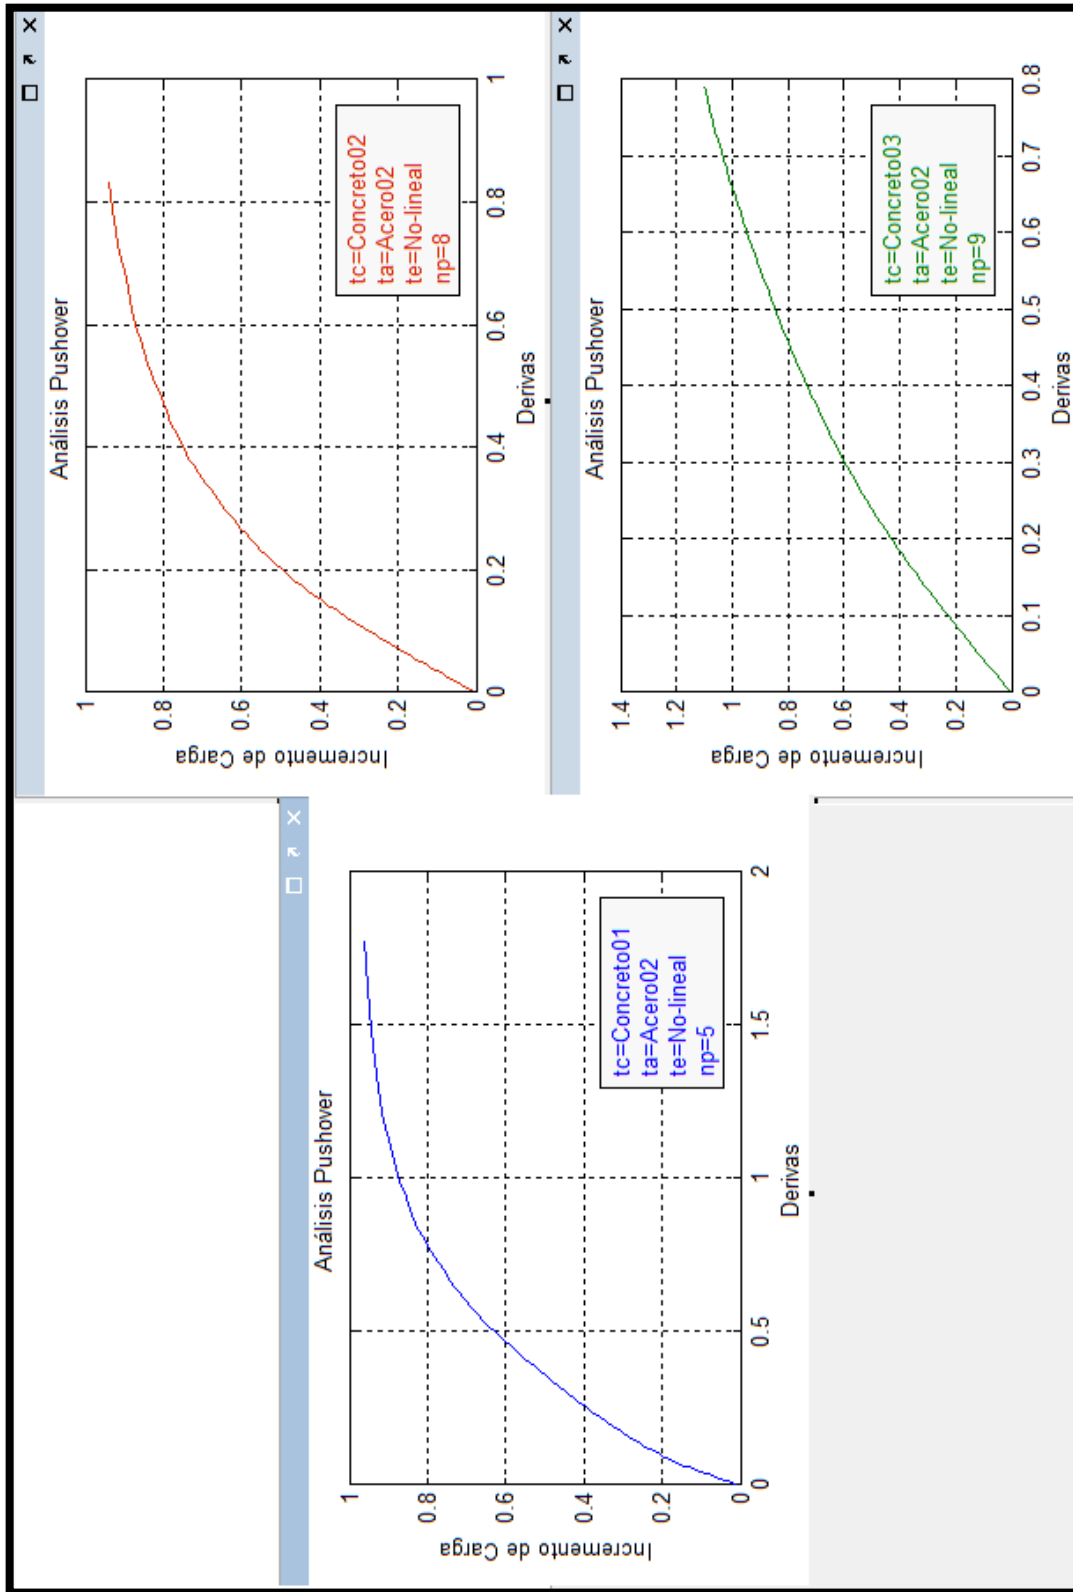 Análisis Pushover
Incremento de Carga
1
0.8
0.6
0.4
0.2
0
0 0.2 0.4 0.6 0.8 1
Derivas
tc=Concreto02
ta=Acero02
te=No-lineal
np=8
Análisis Pushover
Incremento de Carga
1.4
1.2
1
0.8
0.6
0.4
0.2
0
0 0.1 0.2 0.3 0.4 0.5 0.6 0.7 0.8
Derivas
tc=Concreto03
ta=Acero02
te=No-lineal
np=9
Análisis Pushover
Incremento de Carga
1
0.8
0.6
0.4
0.2
0
0 0.5 1 1.5 2
Derivas
tc=Concreto01
ta=Acero02
te=No-lineal
np=5